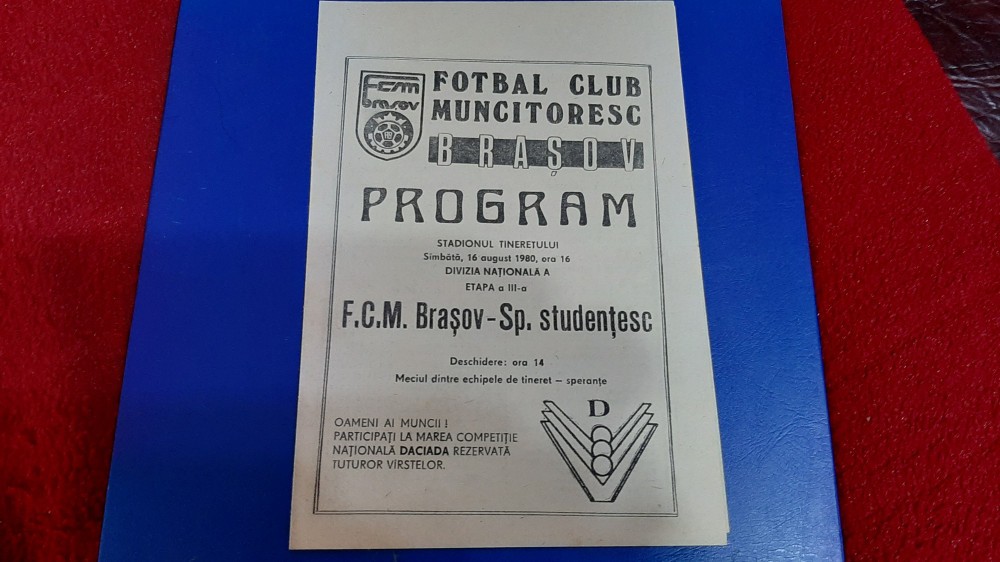 FCM
brașov
FOTBAL CLUB
MUNCITORESC
BRAȘOV
PROGRAM
STADIONUL TINERETULUI
Sîmbătă, 16 august 1980, ora 16
DIVIZIA NAȚIONALĂ A
ETAPA a III-a
F.C.M. Brașov-Sp. studențesc
Deschidere: ora 14
Meciul dintre echipele de tineret – speranțe
D
OAMENI AI MUNCII!
PARTICIPAȚI LA MAREA COMPETIȚIE
NAȚIONALĂ DACIADA REZERVATĂ
TUTUROR VÎRSTELOR.